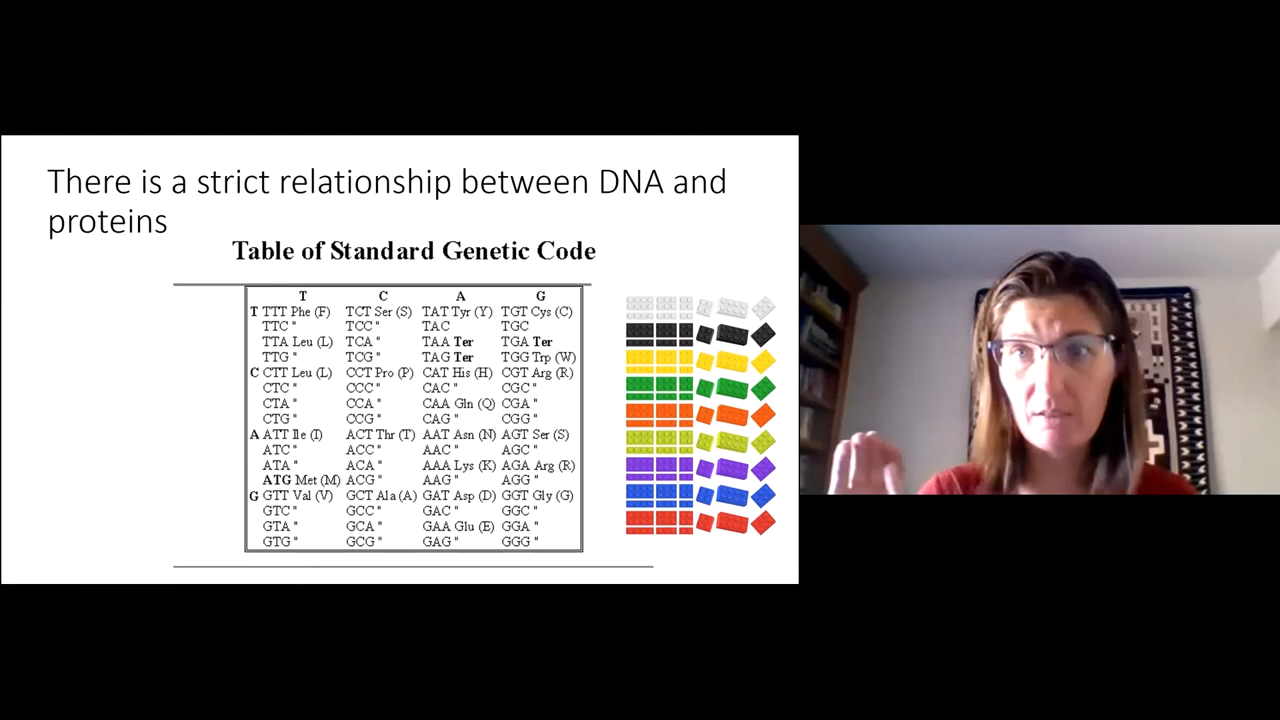 There is a strict relationship between DNA and
proteins
Table of Standard Genetic Code
T C A G
T TTT Phe (F) TCT Ser (S) TAT Tyr (Y) TGT Cys (C)
TTC " TCC " TAC TGC
TTA Leu (L) TCA " TAA Ter TGA Ter
TTG " TCG " TAG Ter TGG Trp (W)
C CTT Leu (L) CCT Pro (P) CAT His (H) CGT Arg (R)
CTC " CCC " CAC " CGC "
CTA " CCA " CAA Gln (Q) CGA "
CTG " CCG " CAG " CGG "
A ATT Ile (I) ACT Thr (T) AAT Asn (N) AGT Ser (S)
ATC " ACC " AAC " AGC "
ATA " ACA " AAA Lys (K) AGA Arg (R)
ATG Met (M) ACG " AAG " AGG "
G GTT Val (V) GCT Ala (A) GAT Asp (D) GGT Gly (G)
GTC " GCC " GAC " GGC "
GTA " GCA " GAA Glu (E) GGA "
GTG " GCG " GAG " GGG "